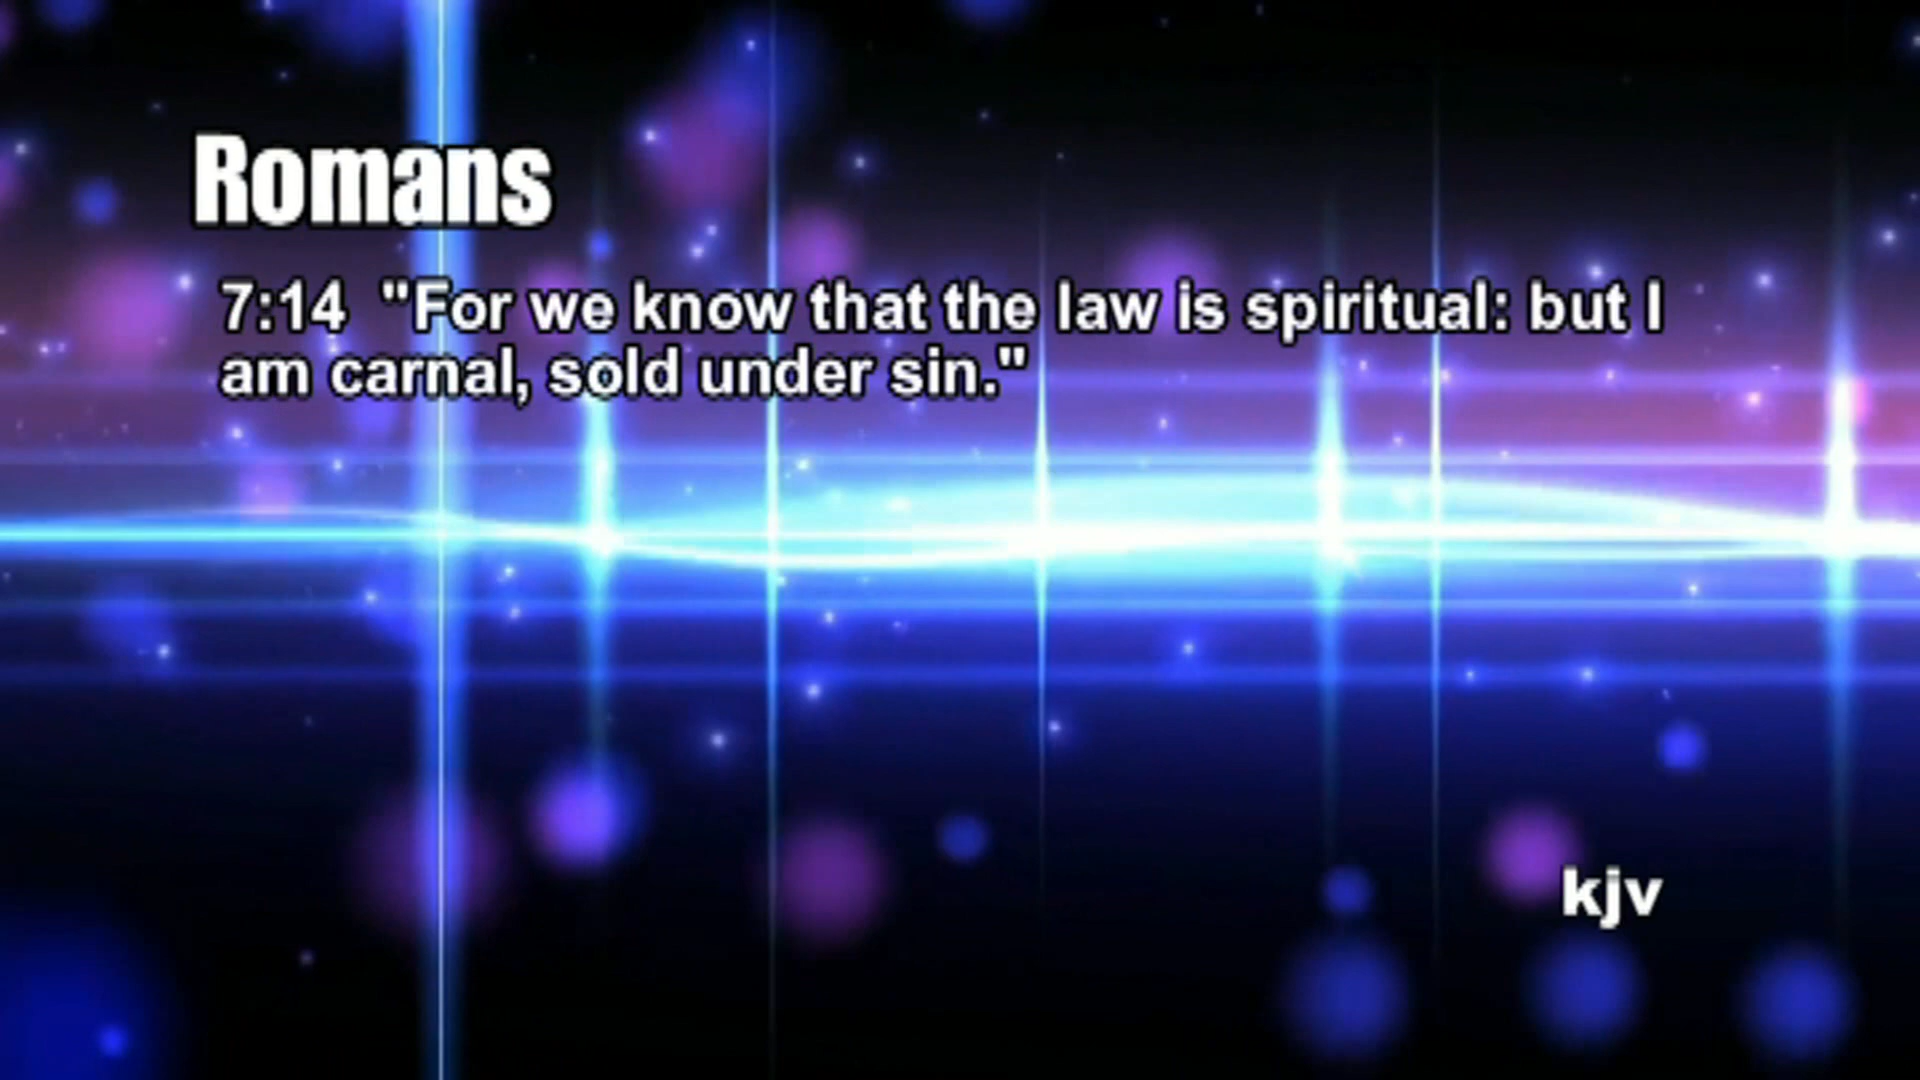 Romans
7:14  "For we know that the law is spiritual: but I
am carnal, sold under sin."
kjv